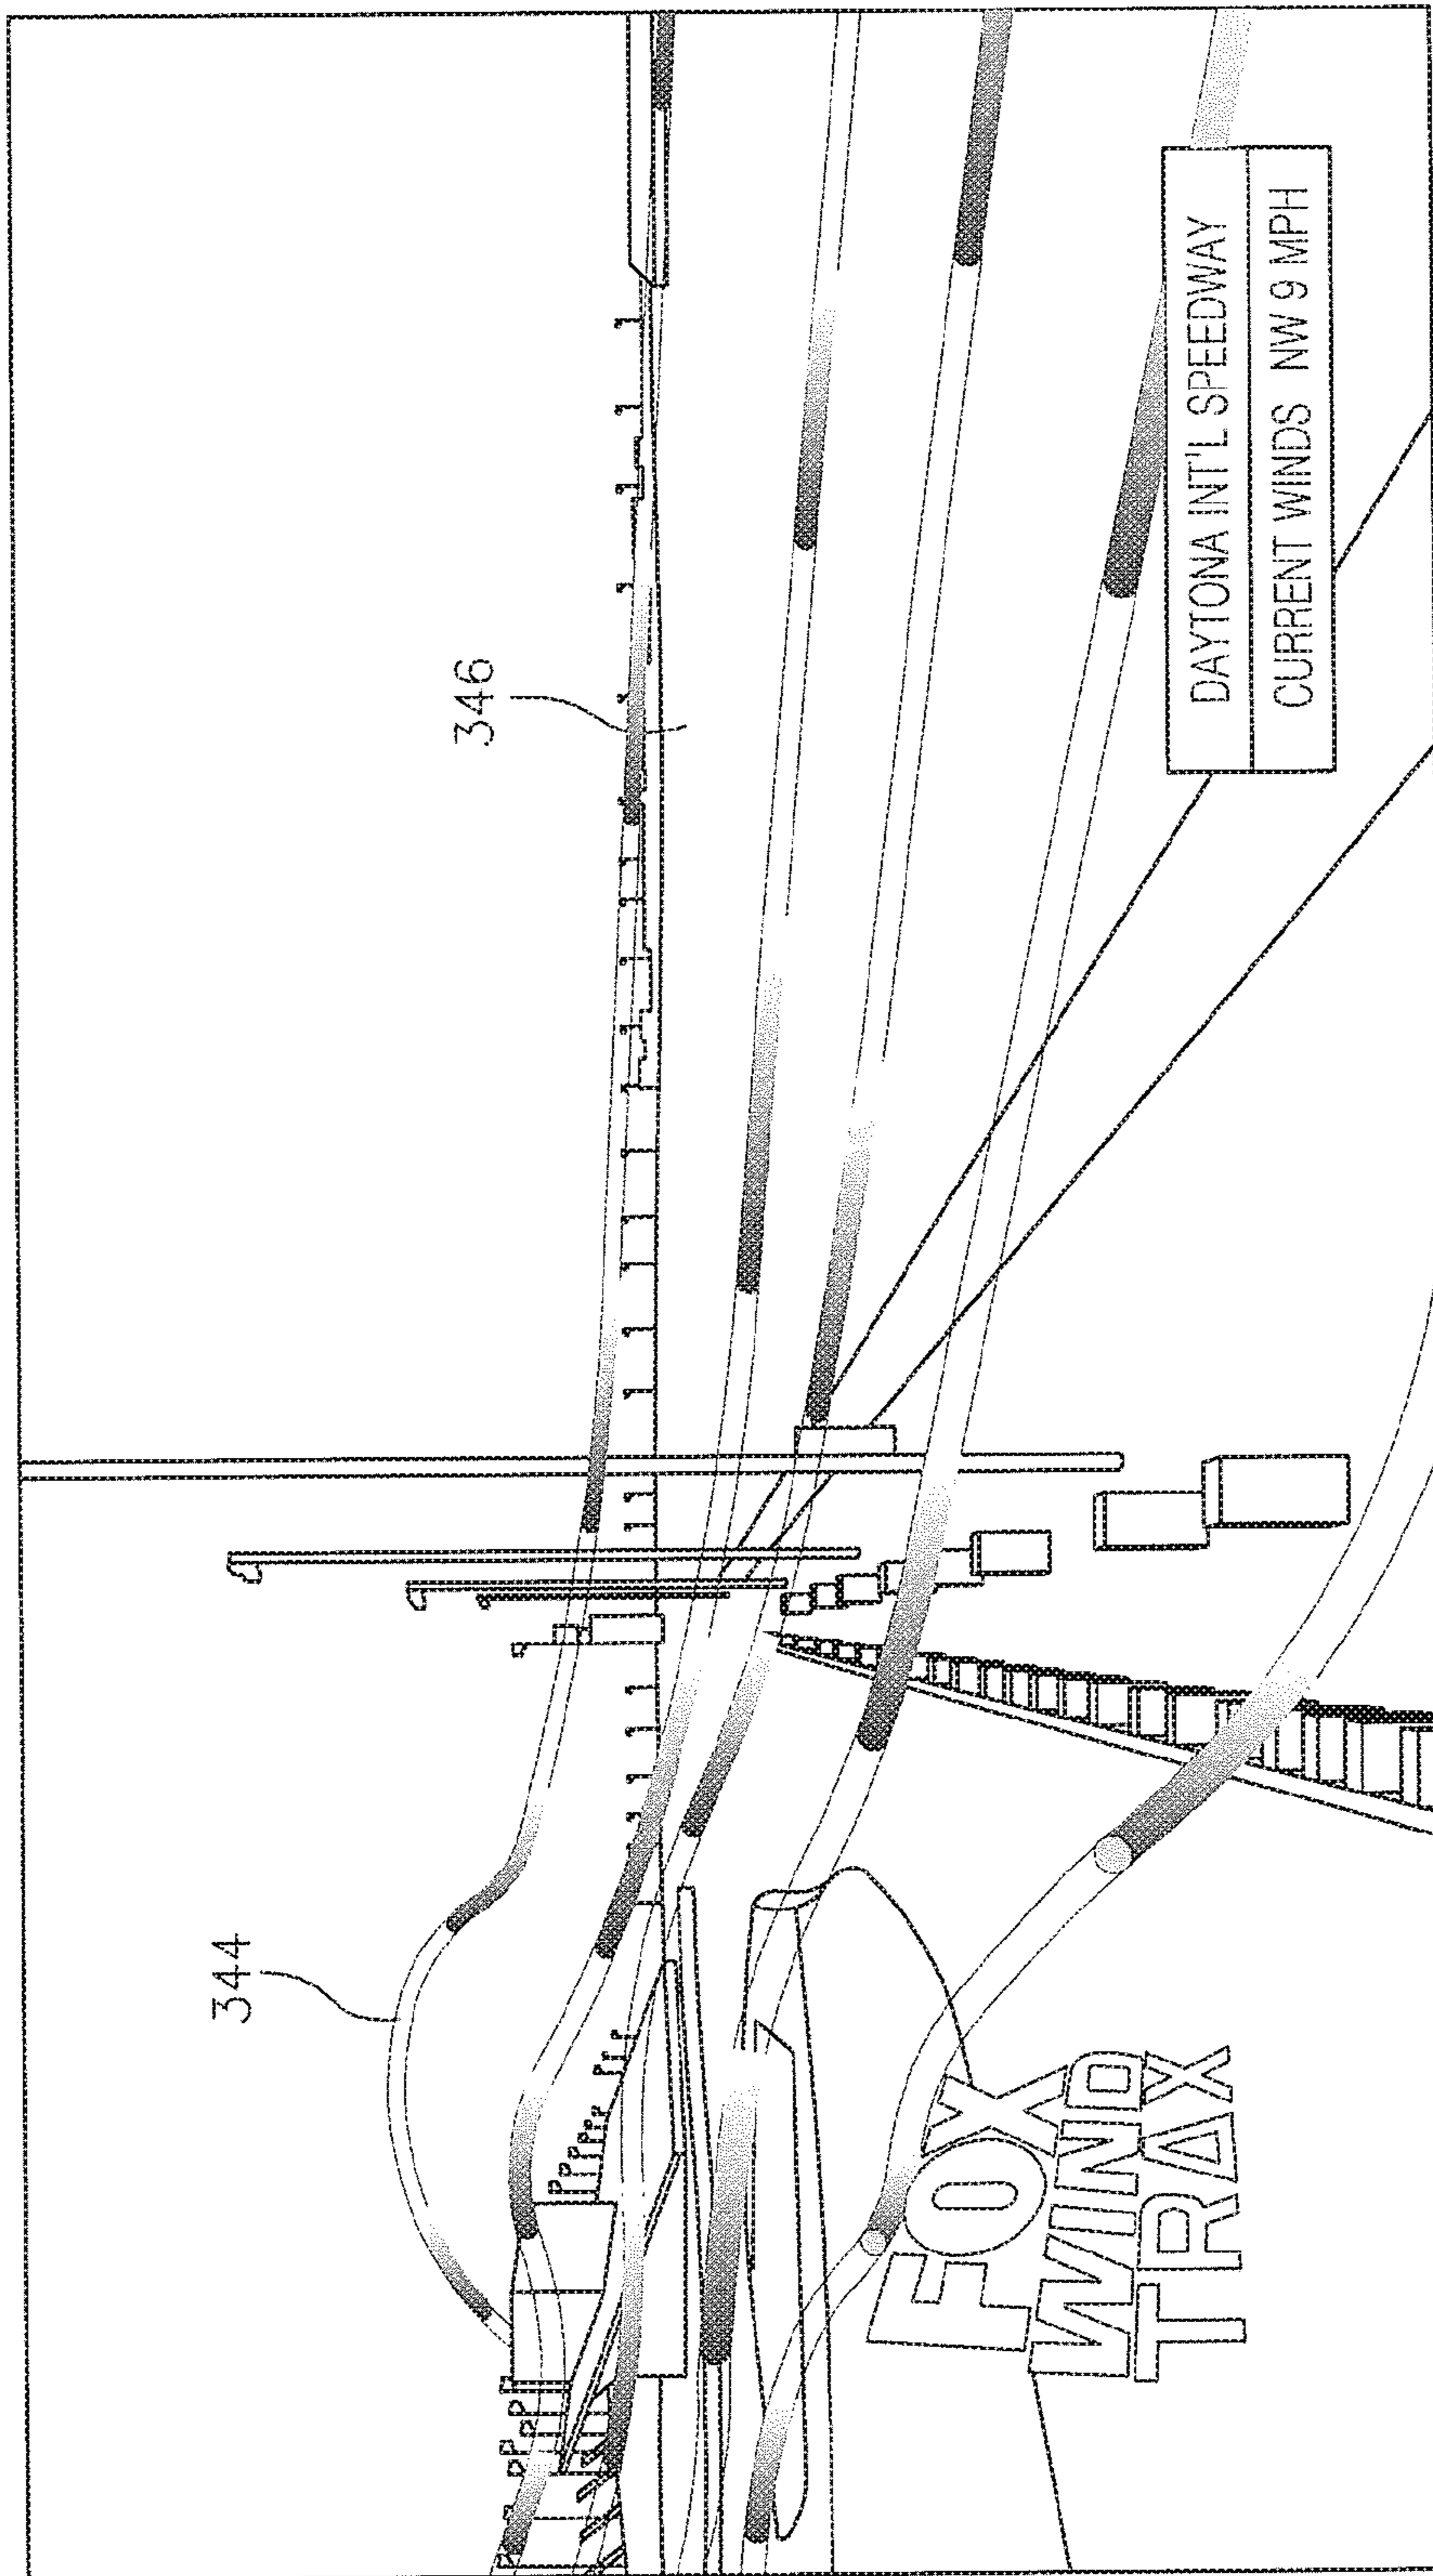 344
346
FOX
WIND
TRAX
DAYTONA INT'L SPEEDWAY
CURRENT WINDS NW 9 MPH